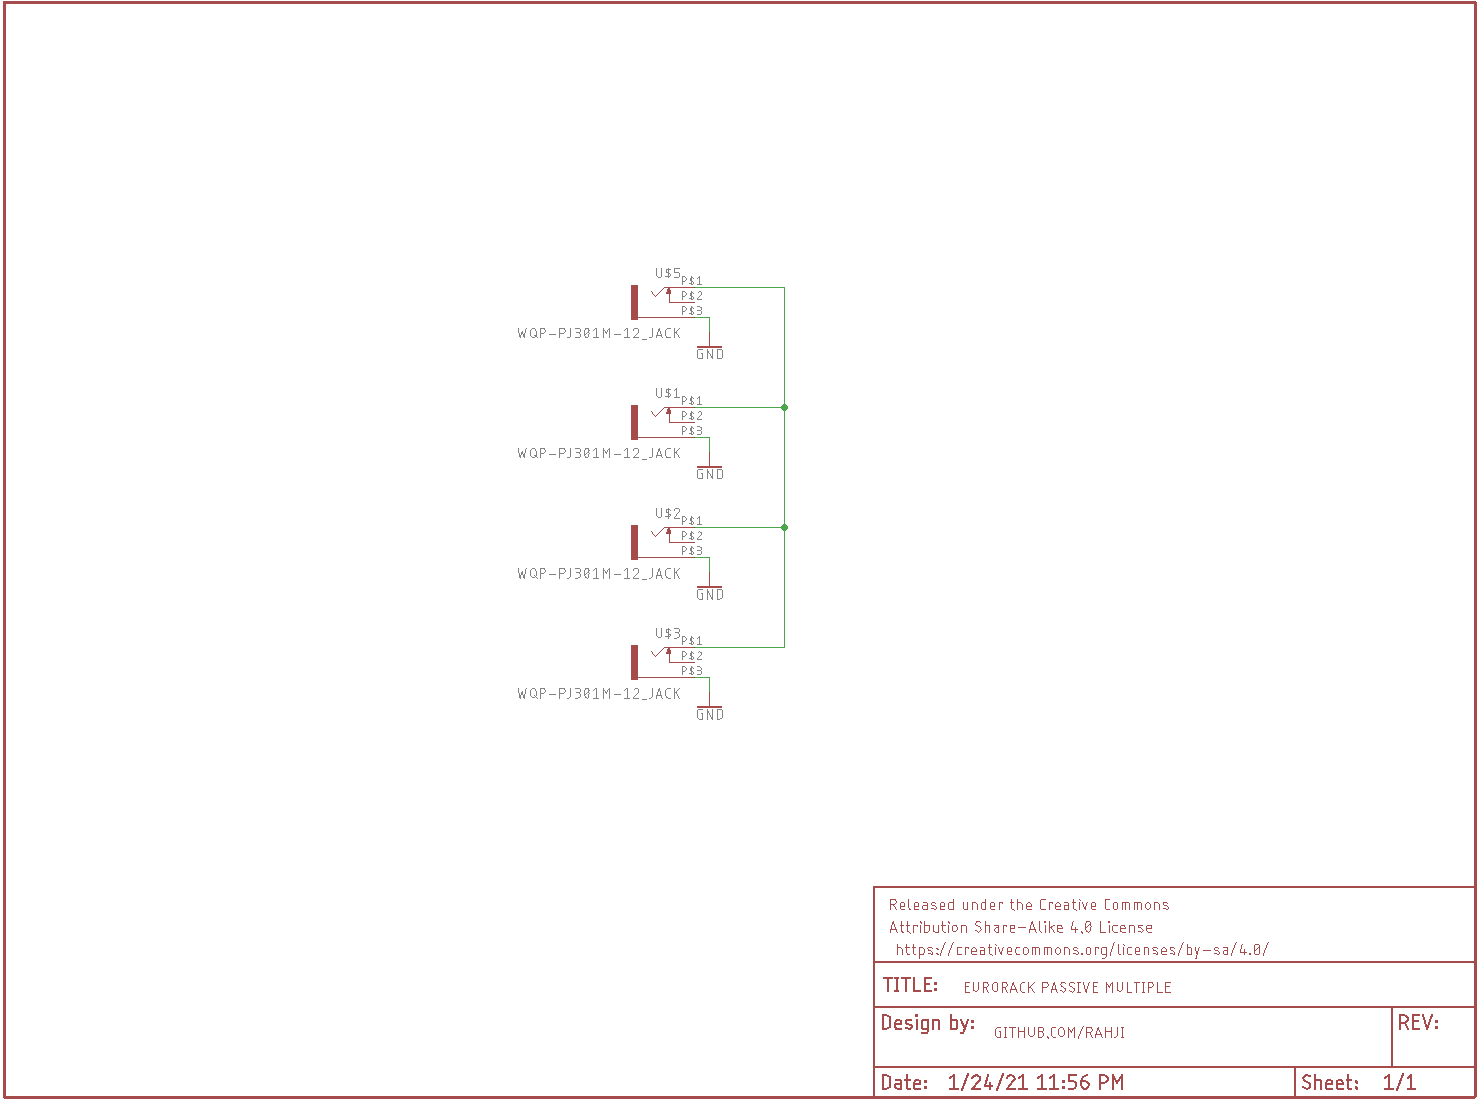 U$5
P$1
P$2
P$3
WQP-PJ301M-12_JACK
GND
U$1
P$1
P$2
P$3
WQP-PJ301M-12_JACK
GND
U$2
P$1
P$2
P$3
WQP-PJ301M-12_JACK
GND
U$3
P$1
P$2
P$3
WQP-PJ301M-12_JACK
GND
Released under the Creative Commons
Attribution Share-Alike 4.0 License
https://creativecommons.org/licenses/by-sa/4.0/
TITLE: EURORACK PASSIVE MULTIPLE
Design by: GITHUB.COM/RAHJI
REV:
Date: 1/24/21 11:56 PM
Sheet: 1/1